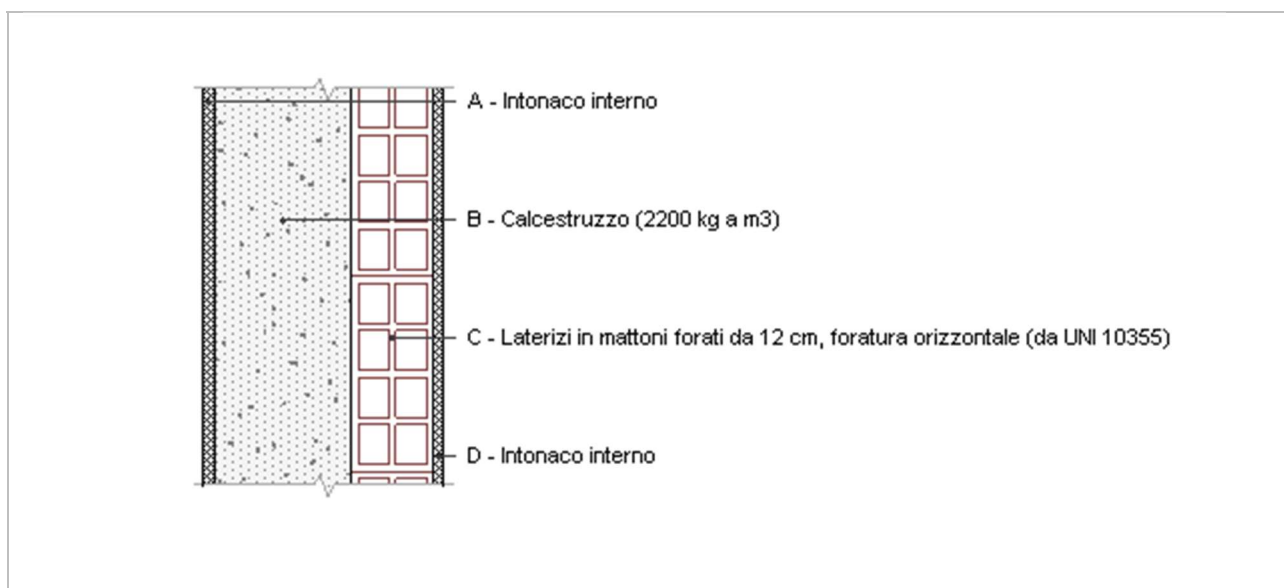 A - Intonaco interno
B - Calcestruzzo (2200 kg a m3)
C - Laterizi in mattoni forati da 12 cm, foratura orizzontale (da UNI 10355)
D - Intonaco interno